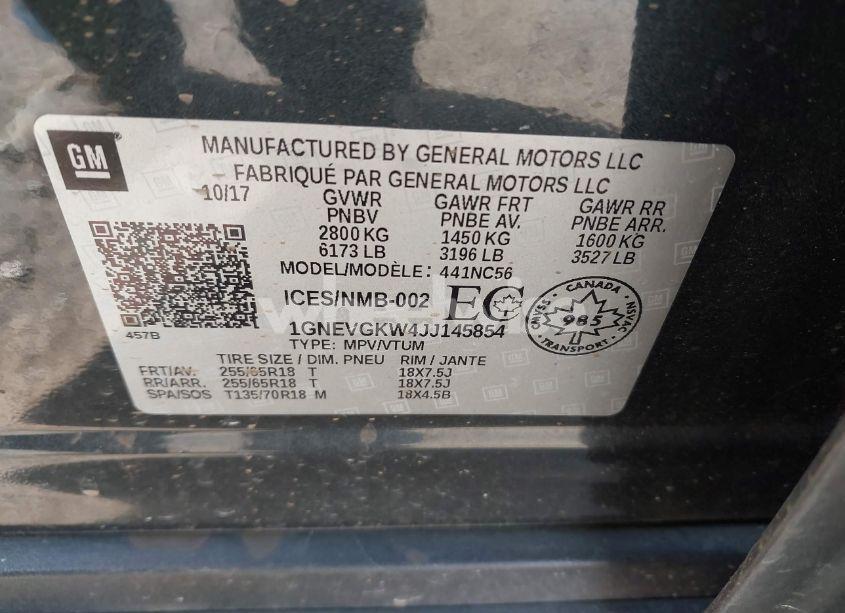 GM
MANUFACTURED BY GENERAL MOTORS LLC
FABRIQUÉ PAR GENERAL MOTORS LLC
10/17 GVWR GAWR FRT GAWR RR
PNBV PNBE AV. PNBE ARR.
2800 KG 1450 KG 1600 KG
6173 LB 3196 LB 3527 LB
MODEL/MODÈLE: 441NC56
ICES/NMB-002 EC
1GNEVGKW4JJ145854
457B TYPE: MPV/VTUM
CANADA
CMVSS 985 NSVAC
TRANSPORT
TIRE SIZE / DIM. PNEU RIM / JANTE
FRT/AV. 255/65R18 T 18X7.5J
RR/ARR. 255/65R18 T 18X7.5J
SPA/SOS T135/70R18 M 18X4.5B